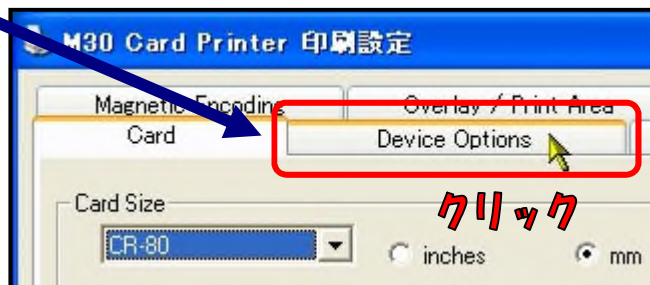 M30 Card Printer 印刷設定
Magnetic Encoding Overlay / Print Area
Card Device Options
Card Size
クリック
CR-80 inches mm